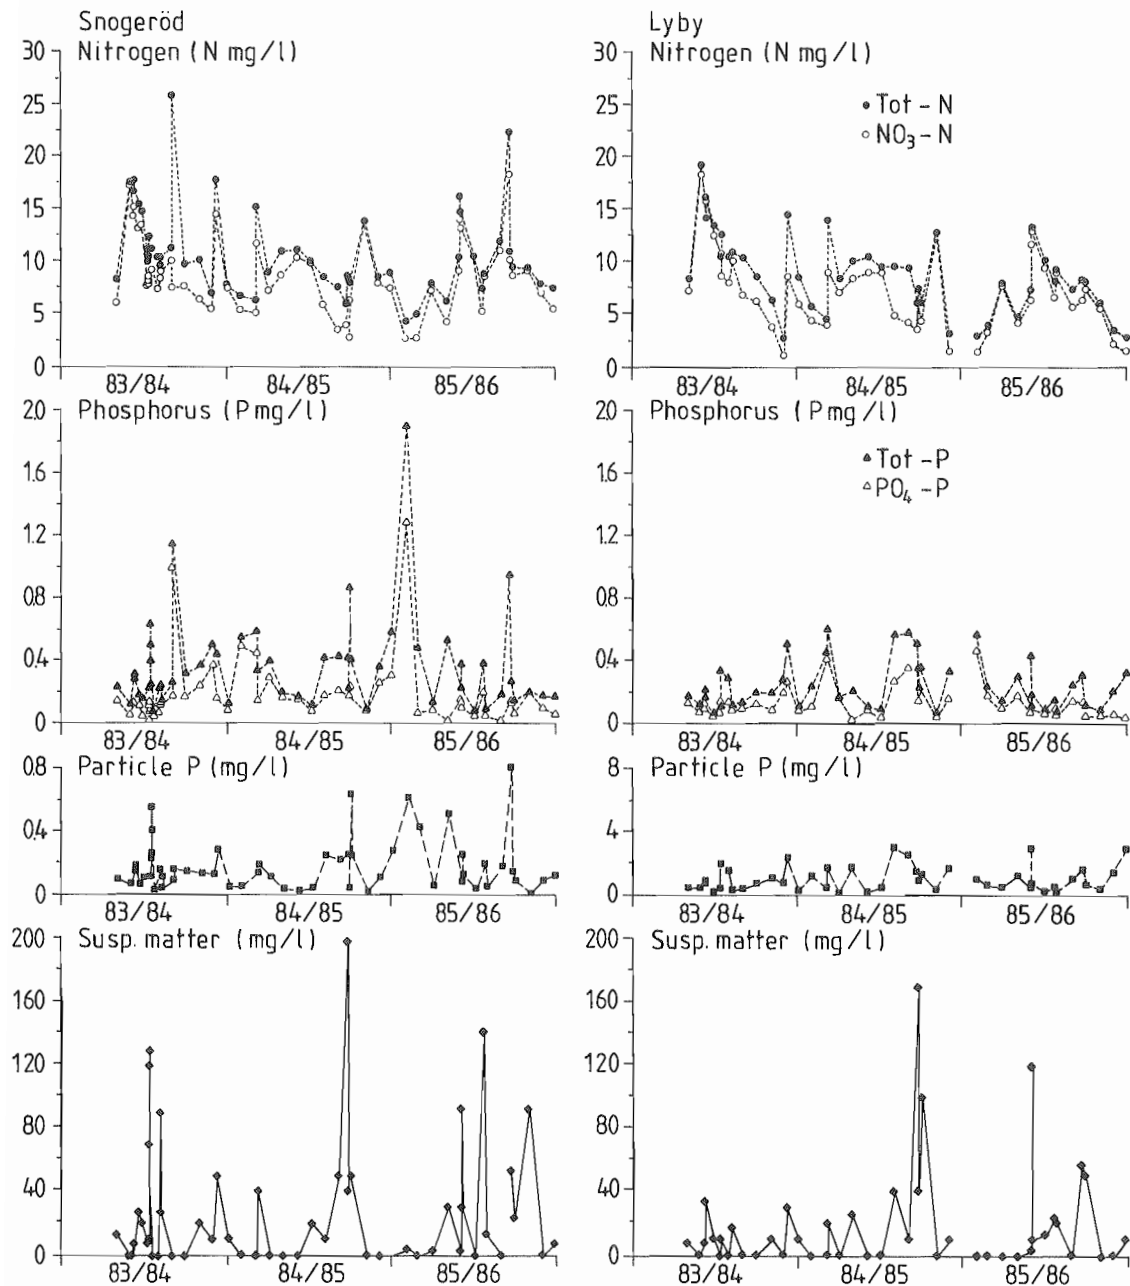 Snogeröd
Nitrogen (N mg/l)
30
25
20
15
10
5
0
83/84 84/85 85/86
Phosphorus (P mg/l)
2.0
1.6
1.2
0.8
0.4
0
83/84 84/85 85/86
Particle P (mg/l)
0.8
0.4
0
83/84 84/85 85/86
Susp. matter (mg/l)
200
160
120
80
40
0
83/84 84/85 85/86
Lyby
Nitrogen (N mg/l)
30
25
20
15
10
5
0
Tot - N
NO₃ - N
83/84 84/85 85/86
Phosphorus (P mg/l)
2.0
1.6
1.2
0.8
0.4
0
Tot - P
PO₄ - P
83/84 84/85 85/86
Particle P (mg/l)
8
4
0
83/84 84/85 85/86
Susp. matter (mg/l)
200
160
120
80
40
0
83/84 84/85 85/86